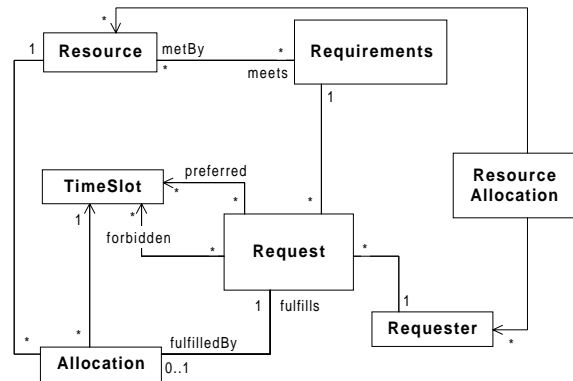 *
1
Resource
metBy
*
*
meets
Requirements
1
preferred
TimeSlot
*
*
*
*
1
forbidden
*
Request
*
Resource
Allocation
1
fulfills
1
Requester
*
*
*
fulfilledBy
Allocation
0..1